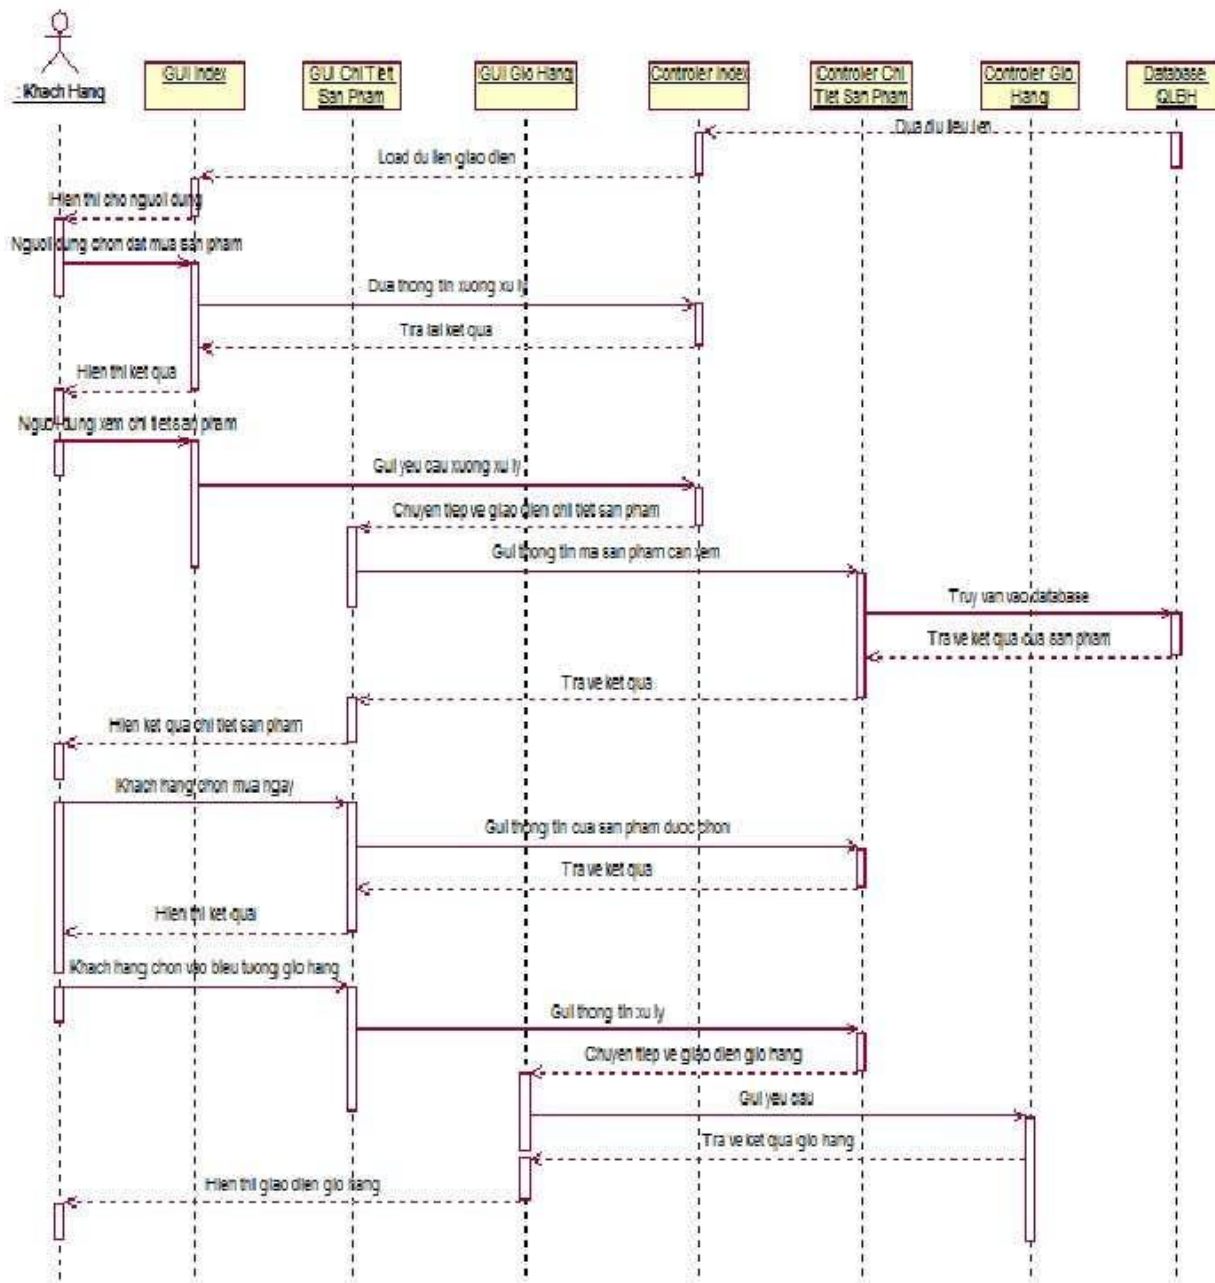 : Khach Hang
GUI Index
GUI Chi Tiet
San Pham
GUI Gio Hang
Controler Index
Controler Chi
Tiet San Pham
Controler Gio
Hang
Database
QLBH
Dua du lieu len
Load du lien giao dien
Hien thi cho nguoi dung
Nguoi dung chon dat mua san pham
Dua thong tin xuong xu ly
Tra lai ket qua
Hien thi ket qua
Nguoi dung xem chi tiet san pham
Gui yeu cau xuong xu ly
Chuyen tiep ve giao dien chi tiet san pham
Gui thong tin ma san pham can xem
Truy van vao database
Tra ve ket qua cua san pham
Tra ve ket qua
Hien ket qua chi tiet san pham
Khach hang chon mua ngay
Gui thong tin cua san pham duoc chon
Tra ve ket qua
Hien thi ket qua
Khach hang chon vao bieu tuong gio hang
Gui thong tin xu ly
Chuyen tiep ve giao dien gio hang
Gui yeu cau
Tra ve ket qua gio hang
Hien thi giao dien gio hang